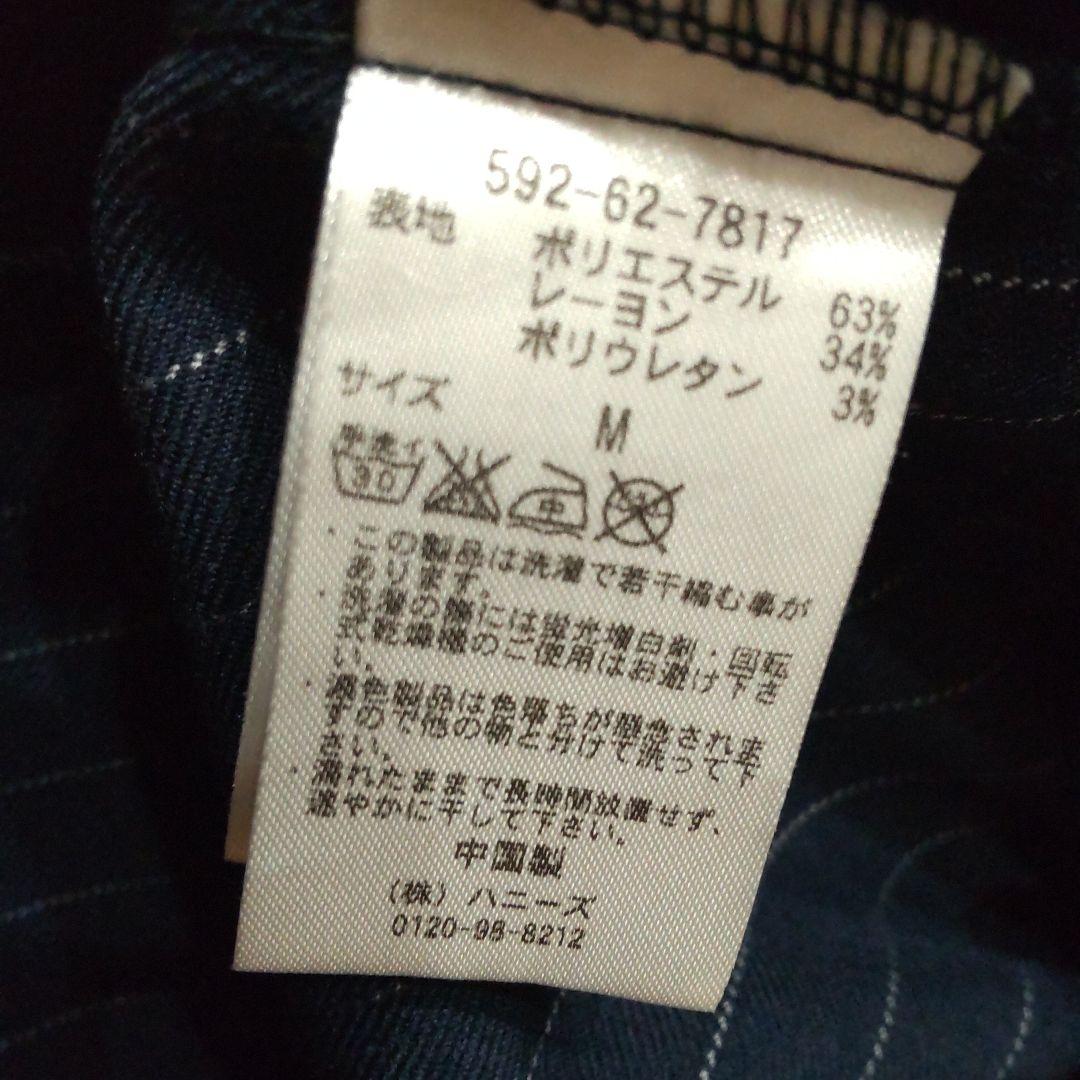 592-62-7817
表地 ポリエステル 63%
レーヨン 34%
ポリウレタン 3%
サイズ M
手洗イ
30 中
・この製品は洗濯で若干縮む事が
あります。
・洗濯の際には蛍光増白剤・回転
式乾燥機のご使用はお避け下さ
い。
・濃色製品は色落ちが懸念されま
すので他の物と分けて洗って下
さい。
・濡れたままで長時間放置せず、
速やかに干して下さい。
中国製
(株) ハニーズ
0120-98-8212